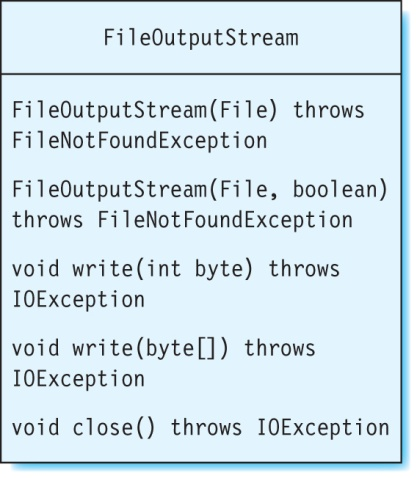 FileOutputStream
FileOutputStream(File) throws
FileNotFoundException
FileOutputStream(File, boolean)
throws FileNotFoundException
void write(int byte) throws
IOException
void write(byte[]) throws
IOException
void close() throws IOException